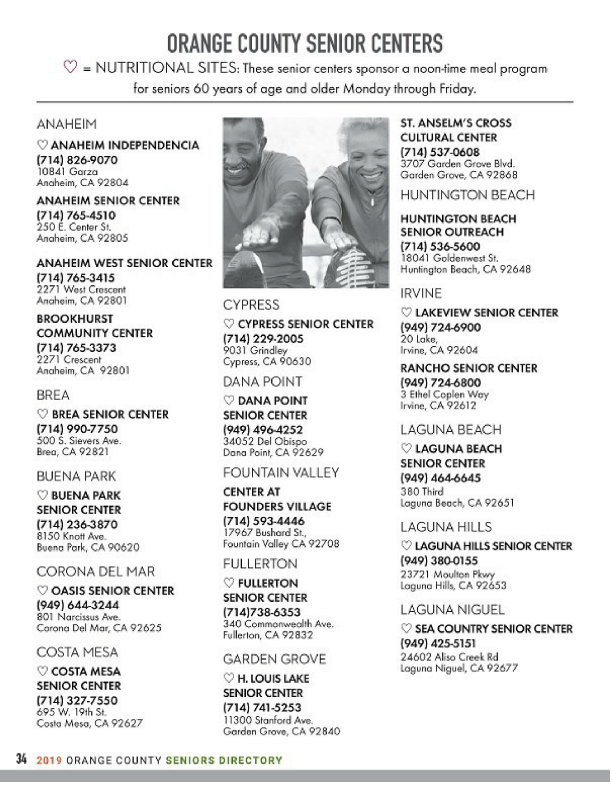 ORANGE COUNTY SENIOR CENTERS
♡ = NUTRITIONAL SITES: These senior centers sponsor a noon-time meal program
for seniors 60 years of age and older Monday through Friday.
ANAHEIM
♡ ANAHEIM INDEPENDENCIA
(714) 826-9070
10841 Garza
Anaheim, CA 92804
ANAHEIM SENIOR CENTER
(714) 765-4510
250 E. Center St.
Anaheim, CA 92805
ANAHEIM WEST SENIOR CENTER
(714) 765-3415
2271 West Crescent
Anaheim, CA 92801
BROOKHURST
COMMUNITY CENTER
(714) 765-3373
2271 Crescent
Anaheim, CA 92801
BREA
♡ BREA SENIOR CENTER
(714) 990-7750
500 S. Sievers Ave.
Brea, CA 92821
BUENA PARK
♡ BUENA PARK
SENIOR CENTER
(714) 236-3870
8150 Knott Ave.
Buena Park, CA 90620
CORONA DEL MAR
♡ OASIS SENIOR CENTER
(949) 644-3244
801 Narcissus Ave.
Corona Del Mar, CA 92625
COSTA MESA
♡ COSTA MESA
SENIOR CENTER
(714) 327-7550
695 W. 19th St.
Costa Mesa, CA 92627
CYPRESS
♡ CYPRESS SENIOR CENTER
(714) 229-2005
9031 Grindley
Cypress, CA 90630
DANA POINT
♡ DANA POINT
SENIOR CENTER
(949) 496-4252
34052 Del Obispo
Dana Point, CA 92629
FOUNTAIN VALLEY
CENTER AT
FOUNDERS VILLAGE
(714) 593-4446
17967 Bushard St.,
Fountain Valley CA 92708
FULLERTON
♡ FULLERTON
SENIOR CENTER
(714)738-6353
340 Commonwealth Ave.
Fullerton, CA 92832
GARDEN GROVE
♡ H. LOUIS LAKE
SENIOR CENTER
(714) 741-5253
11300 Stanford Ave.
Garden Grove, CA 92840
ST. ANSELM'S CROSS
CULTURAL CENTER
(714) 537-0608
3707 Garden Grove Blvd.
Garden Grove, CA 92868
HUNTINGTON BEACH
HUNTINGTON BEACH
SENIOR OUTREACH
(714) 536-5600
18041 Goldenwest St.
Huntington Beach, CA 92648
IRVINE
♡ LAKEVIEW SENIOR CENTER
(949) 724-6900
20 Lake,
Irvine, CA 92604
RANCHO SENIOR CENTER
(949) 724-6800
3 Ethel Coplen Way
Irvine, CA 92612
LAGUNA BEACH
♡ LAGUNA BEACH
SENIOR CENTER
(949) 464-6645
380 Third
Laguna Beach, CA 92651
LAGUNA HILLS
♡ LAGUNA HILLS SENIOR CENTER
(949) 380-0155
23721 Moulton Pkwy
Laguna Hills, CA 92653
LAGUNA NIGUEL
♡ SEA COUNTRY SENIOR CENTER
(949) 425-5151
24602 Aliso Creek Rd
Laguna Niguel, CA 92677
34 2019 ORANGE COUNTY SENIORS DIRECTORY